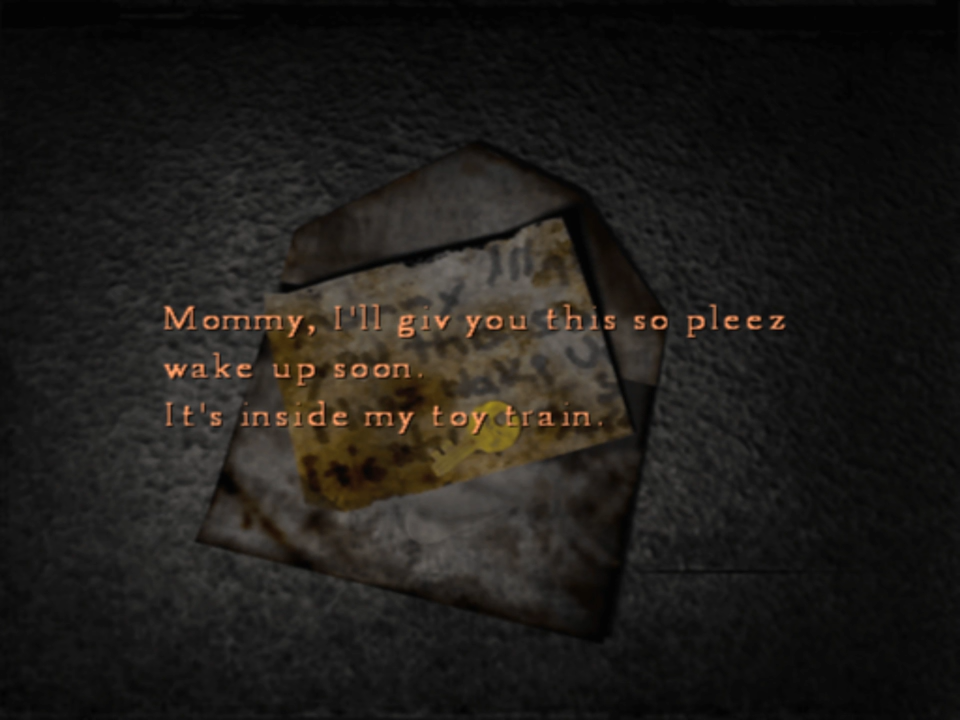 Mommy, I'll giv you this so pleez
wake up soon.
It's inside my toy train.